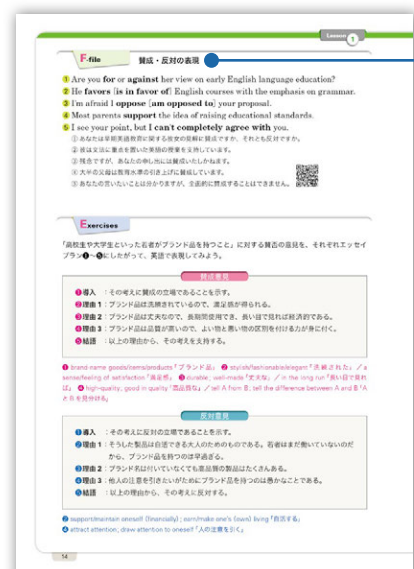 Lesson 1
F-file 賛成・反対の表現
❶ Are you for or against her view on early English language education?
❷ He favors [is in favor of] English courses with the emphasis on grammar.
❸ I'm afraid I oppose [am opposed to] your proposal.
❹ Most parents support the idea of raising educational standards.
❺ I see your point, but I can't completely agree with you.
①あなたは早期英語教育に関する彼女の見解に賛成ですか、それとも反対ですか。
②彼は文法に重点を置いた英語の授業を支持しています。
③残念ですが、あなたの申し出には賛成いたしかねます。
④大半の父母は教育水準の引き上げに賛成しています。
⑤あなたの言いたいことは分かりますが、全面的に賛成することはできません。
Exercises
「高校生や大学生といった若者がブランド品を持つこと」に対する賛否の意見を、それぞれエッセイ
プラン❶〜❺にしたがって、英語で表現してみよう。
賛成意見
❶導入 :その考えに賛成の立場であることを示す。
❷理由1:ブランド品は洗練されているので、満足感が得られる。
❸理由2:ブランド品は丈夫なので、長期間使用でき、長い目で見れば経済的である。
❹理由3:ブランド品は品質が高いので、よい物と悪い物の区別を付ける力が身に付く。
❺結語 :以上の理由から、その考えを支持する。
❶ brand-name goods/items/products「ブランド品」 ❷ stylish/fashionable/elegant「洗練された」/ a
sense/feeling of satisfaction「満足感」 ❸ durable; well-made「丈夫な」/ in the long run「長い目で見れ
ば」 ❹ high-quality; good in quality「高品質な」/ tell A from B; tell the difference between A and B「A
とBを見分ける」
反対意見
❶導入 :その考えに反対の立場であることを示す。
❷理由1:そうした製品は自活できる大人のためのものである。若者はまだ働いていないのだ
から、ブランド品を持つのは早過ぎる。
❸理由2:ブランド名は付いていなくても高品質の製品はたくさんある。
❹理由3:他人の注意を引きたいがためにブランド品を持つのは愚かなことである。
❺結語 :以上の理由から、その考えに反対する。
❷ support/maintain oneself (financially) ; earn/make one's (own) living「自活する」
❹ attract attention; draw attention to oneself「人の注意を引く」
14